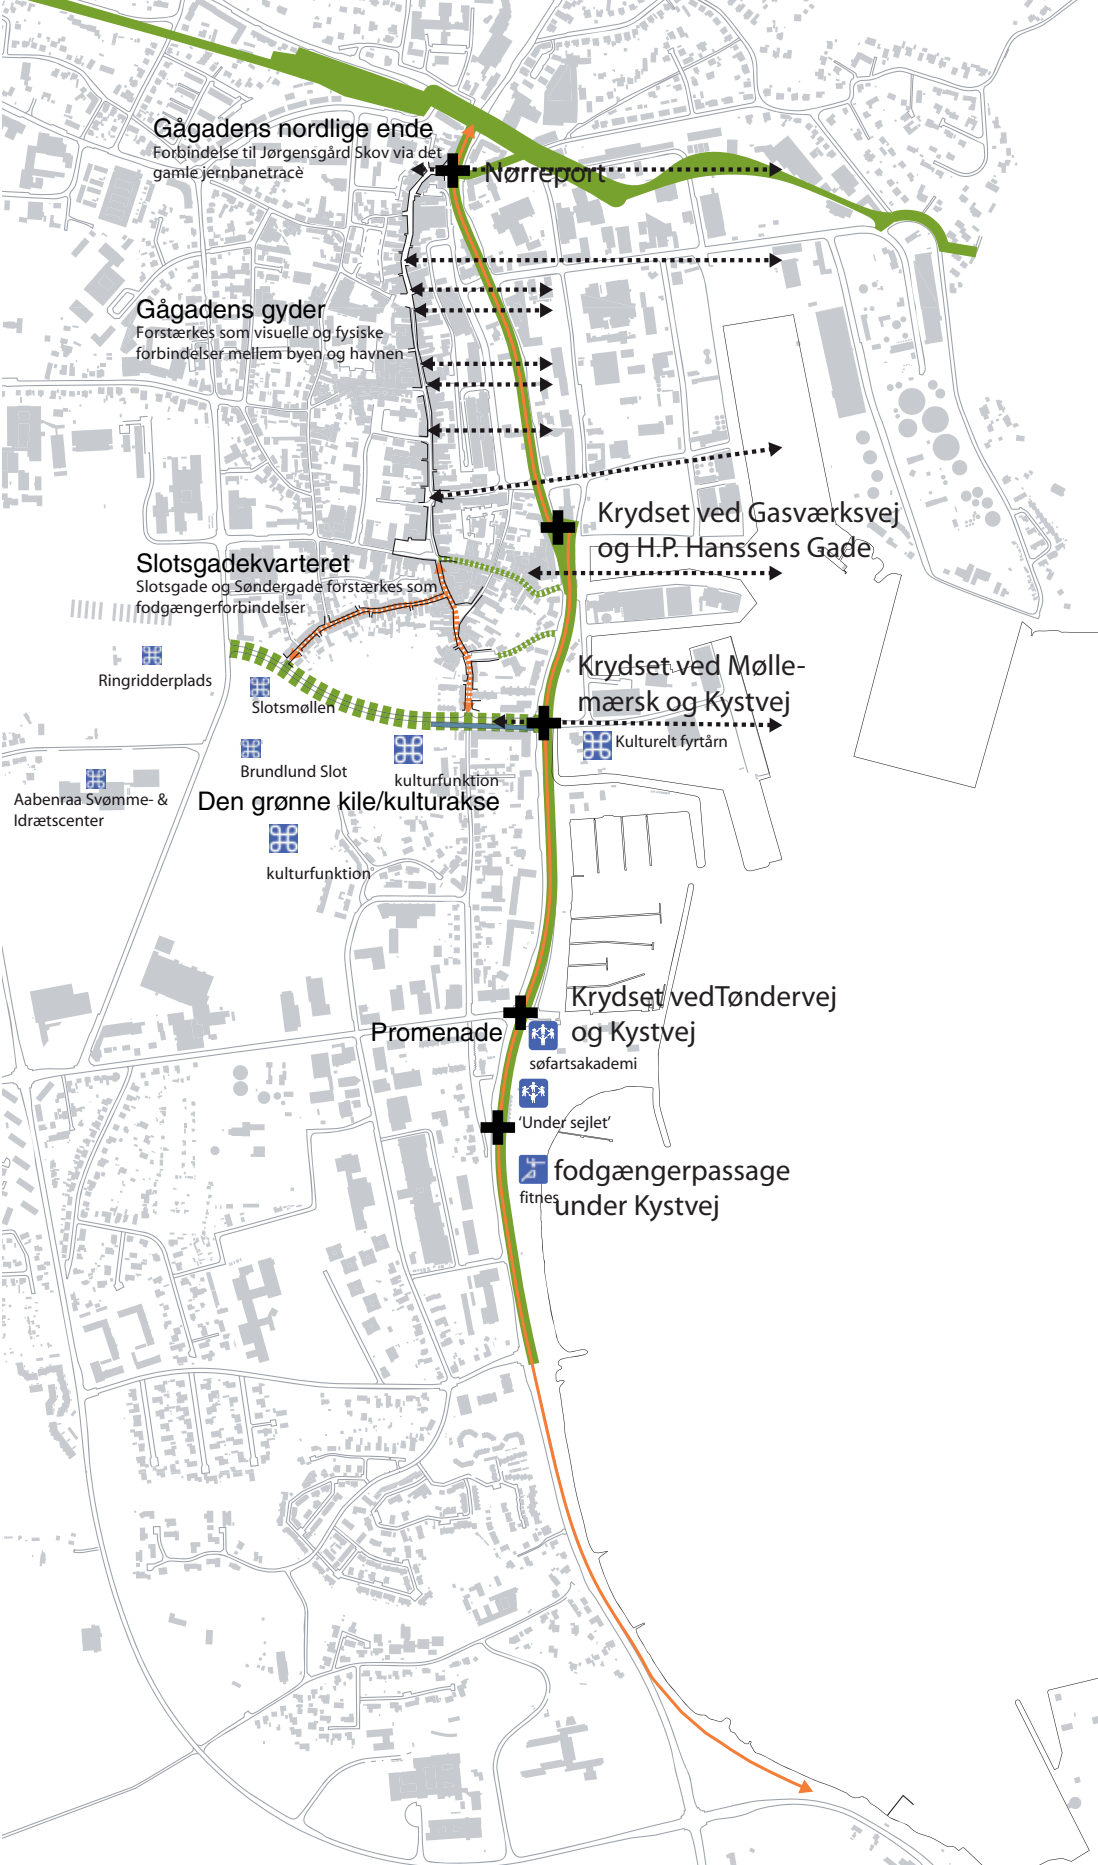 Gågadens nordlige ende
Forbindelse til Jørgensgård Skov via det
gamle jernbanetracè
Nørreport
Gågadens gyder
Forstærkes som visuelle og fysiske
forbindelser mellem byen og havnen
Krydset ved Gasværksvej
og H.P. Hanssens Gade
Slotsgadekvarteret
Slotsgade og Søndergade forstærkes som
fodgængerforbindelser
Ringridderplads
Slotsmøllen
Krydset ved Mølle-
mærsk og Kystvej
Kulturelt fyrtårn
Brundlund Slot
kulturfunktion
Aabenraa Svømme- &
Idrætscenter
Den grønne kile/kulturakse
kulturfunktion
Krydset vedTøndervej
og Kystvej
Promenade
søfartsakademi
'Under sejlet'
fodgængerpassage
under Kystvej
fitnes